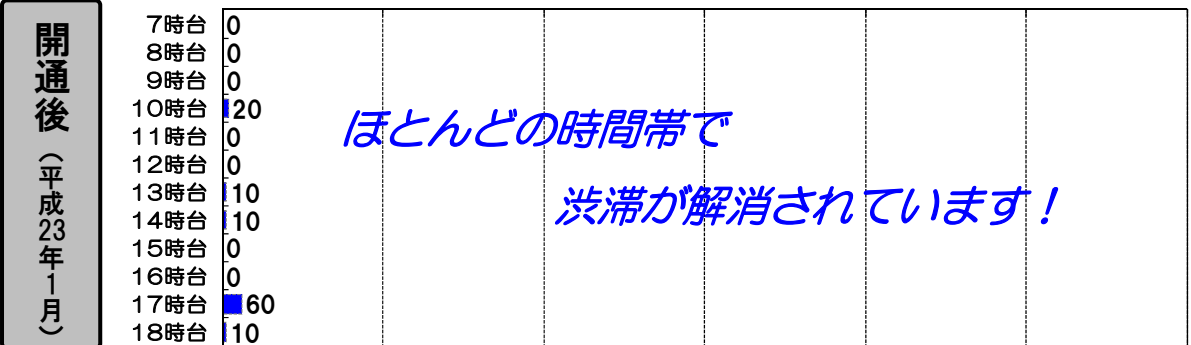 開通後（平成23年1月）
7時台 0
8時台 0
9時台 0
10時台 20
11時台 0
12時台 0
13時台 10
14時台 10
15時台 0
16時台 0
17時台 60
18時台 10
ほとんどの時間帯で
渋滞が解消されています！